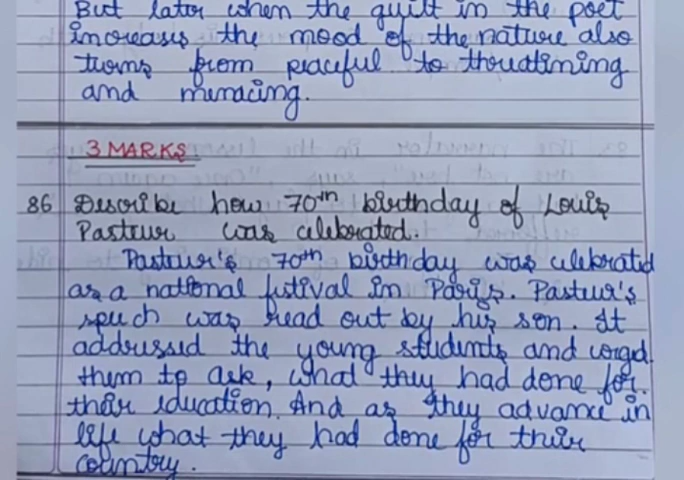 But later when the guilt in the poet
increases the mood of the nature also
turns from peaceful to threatining
and menacing.
3 MARKS
86 Describe how 70th birthday of Louis
Pasteur was celebrated.
Pasteur's 70th birthday was celebrated
as a national festival in Paris. Pasteur's
speech was read out by his son. It
addressed the young students and urged
them to ask, what they had done for
their education. And as they advance in
life what they had done for their
country.